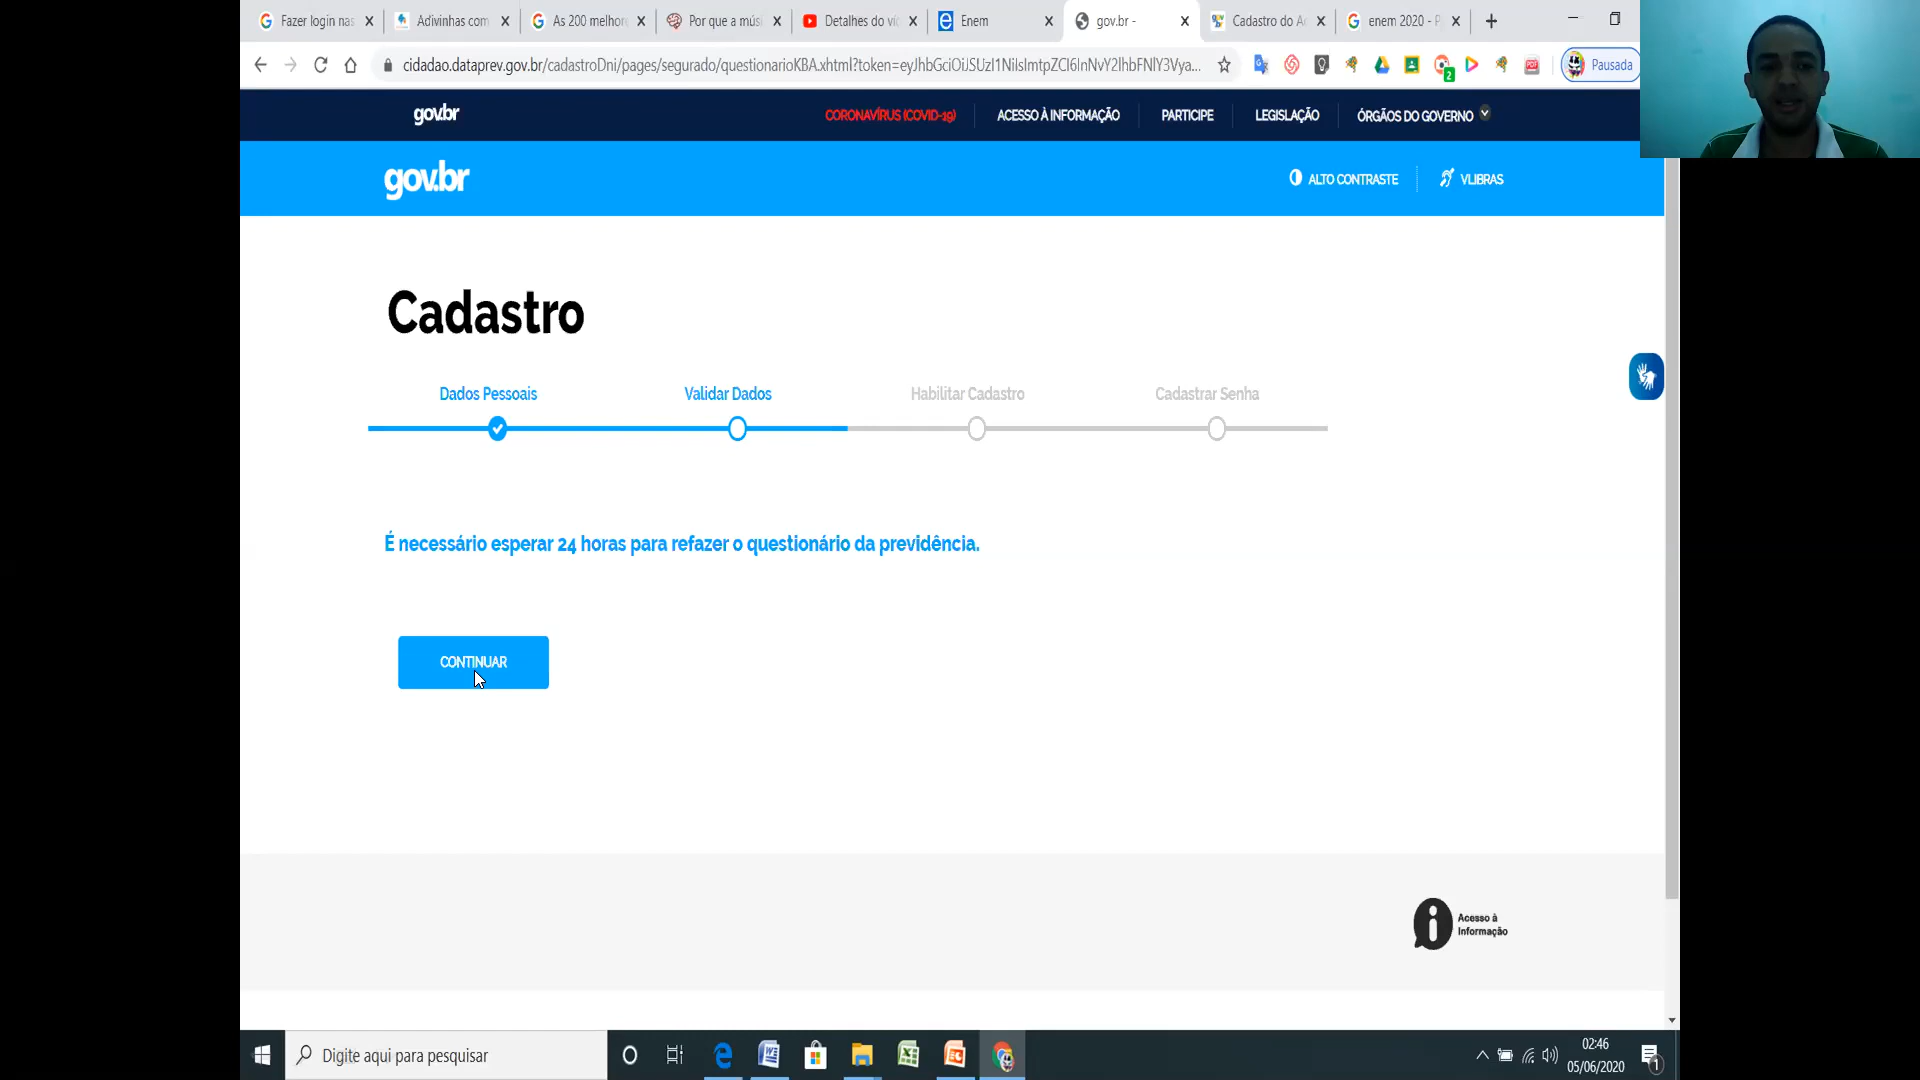 Fazer login nas
Adivinhas com
As 200 melhore
Por que a músi
Detalhes do víd
Enem
gov.br -
Cadastro do A
enem 2020 - P
cidadao.dataprev.gov.br/cadastroDni/pages/segurado/questionarioKBA.xhtml?token=eyJhbGciOiJSUzI1NiIsImtpZCI6InNvY2lhbFNlY3Vya...
2
Pausada
gov.br
CORONAVÍRUS (COVID-19)
ACESSO À INFORMAÇÃO
PARTICIPE
LEGISLAÇÃO
ÓRGÃOS DO GOVERNO
gov.br
ALTO CONTRASTE
VLIBRAS
Cadastro
Dados Pessoais
Validar Dados
Habilitar Cadastro
Cadastrar Senha
É necessário esperar 24 horas para refazer o questionário da previdência.
CONTINUAR
Acesso à
Informação
Digite aqui para pesquisar
02:46
05/06/2020
1